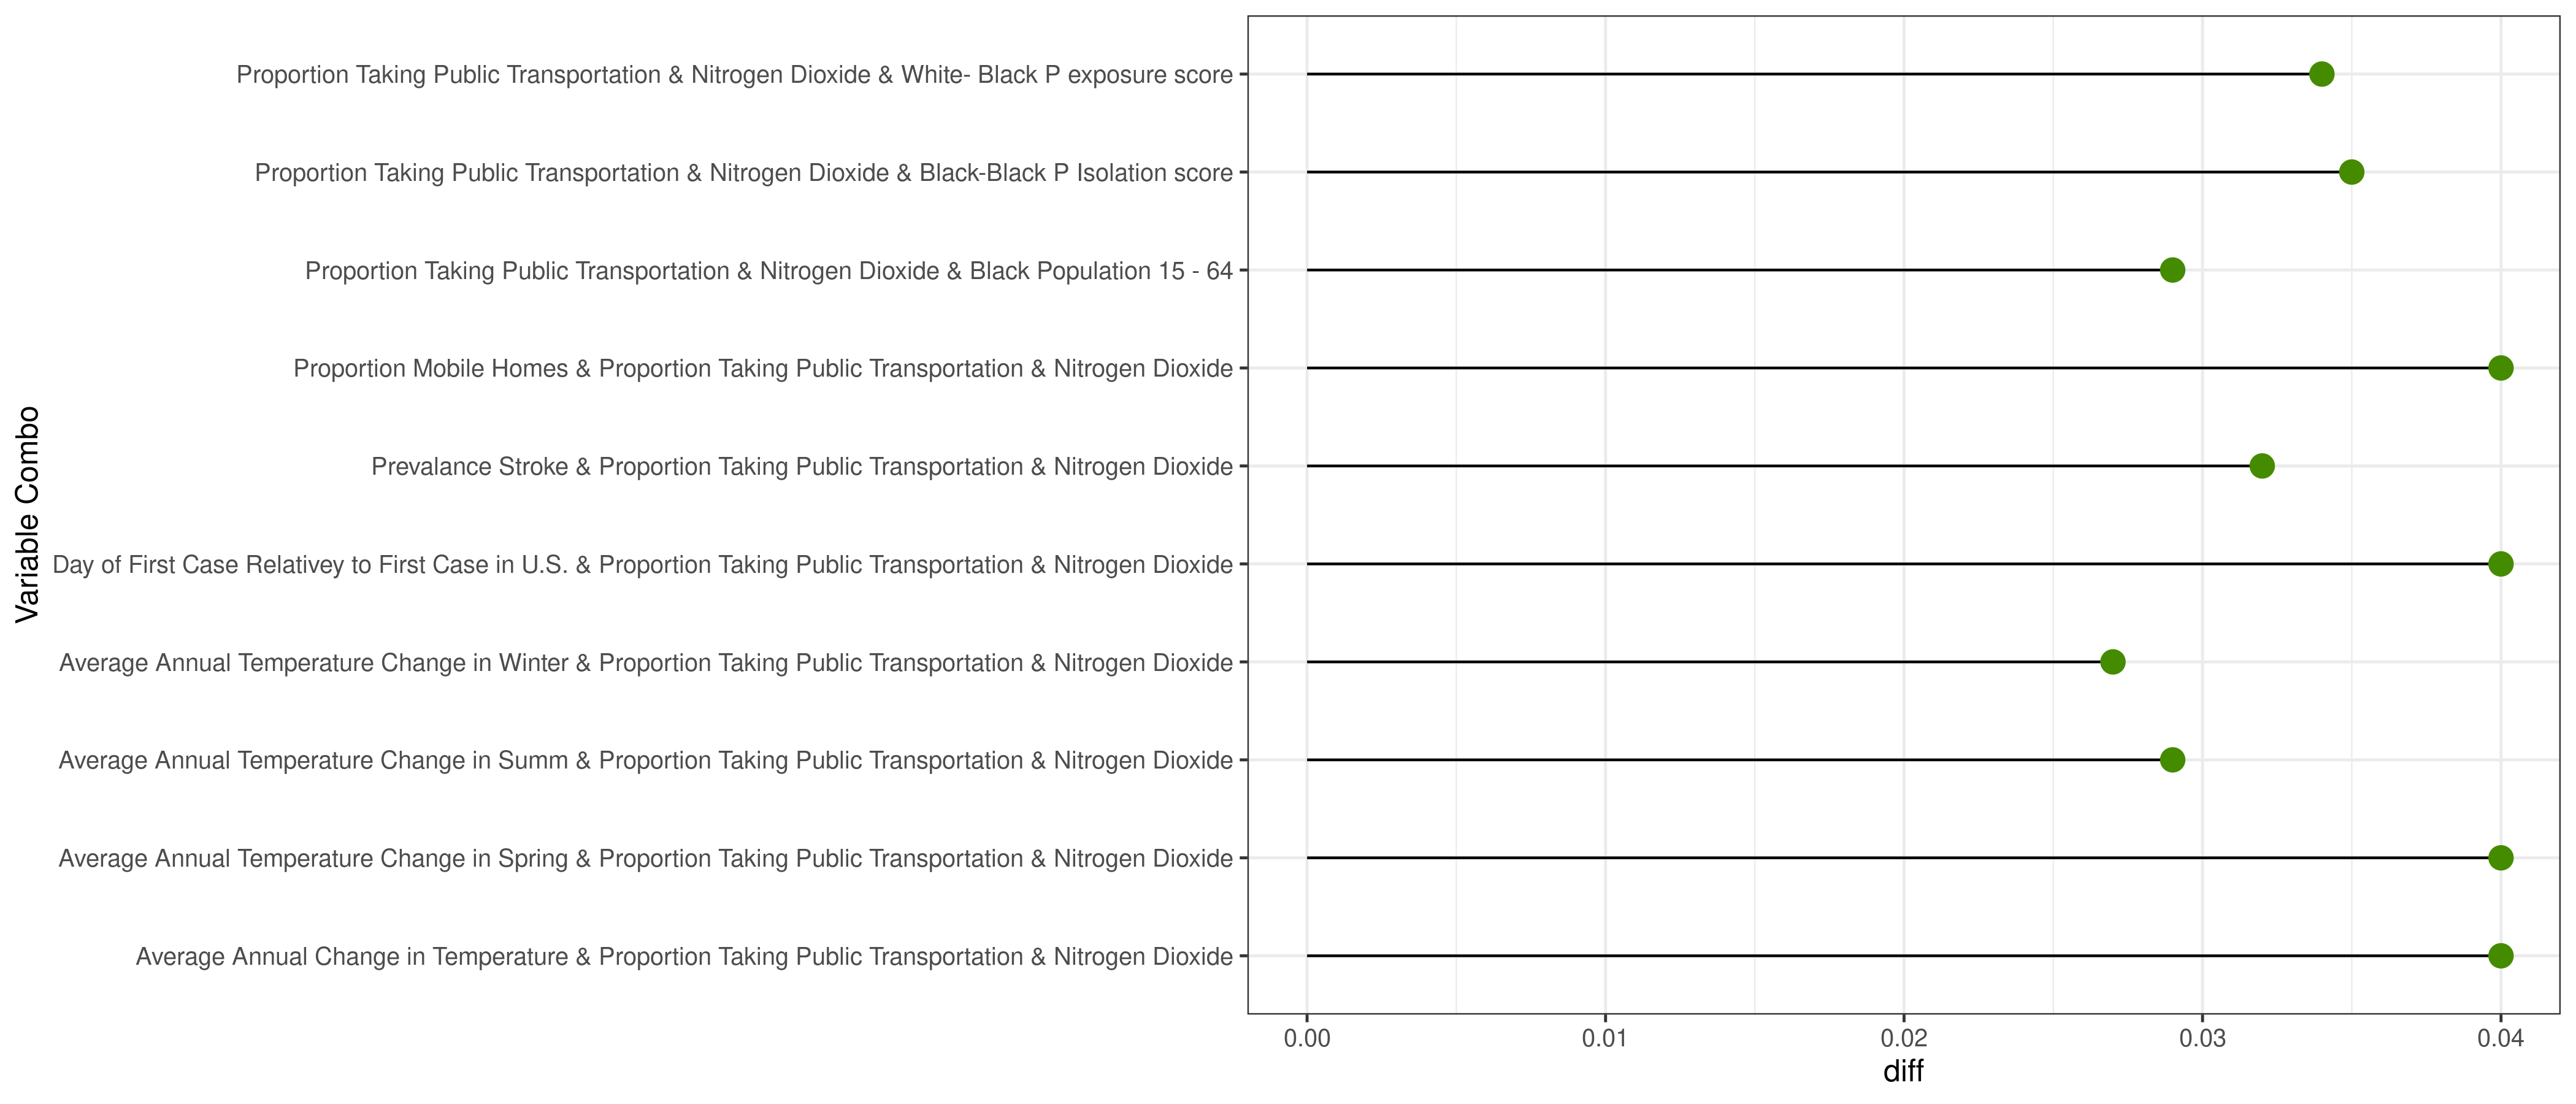 Proportion Taking Public Transportation & Nitrogen Dioxide & White- Black P exposure score
Proportion Taking Public Transportation & Nitrogen Dioxide & Black-Black P Isolation score
Proportion Taking Public Transportation & Nitrogen Dioxide & Black Population 15 - 64
Proportion Mobile Homes & Proportion Taking Public Transportation & Nitrogen Dioxide
Prevalance Stroke & Proportion Taking Public Transportation & Nitrogen Dioxide
Day of First Case Relativey to First Case in U.S. & Proportion Taking Public Transportation & Nitrogen Dioxide
Average Annual Temperature Change in Winter & Proportion Taking Public Transportation & Nitrogen Dioxide
Average Annual Temperature Change in Summ & Proportion Taking Public Transportation & Nitrogen Dioxide
Average Annual Temperature Change in Spring & Proportion Taking Public Transportation & Nitrogen Dioxide
Average Annual Change in Temperature & Proportion Taking Public Transportation & Nitrogen Dioxide
Variable Combo
0.00 0.01 0.02 0.03 0.04
diff